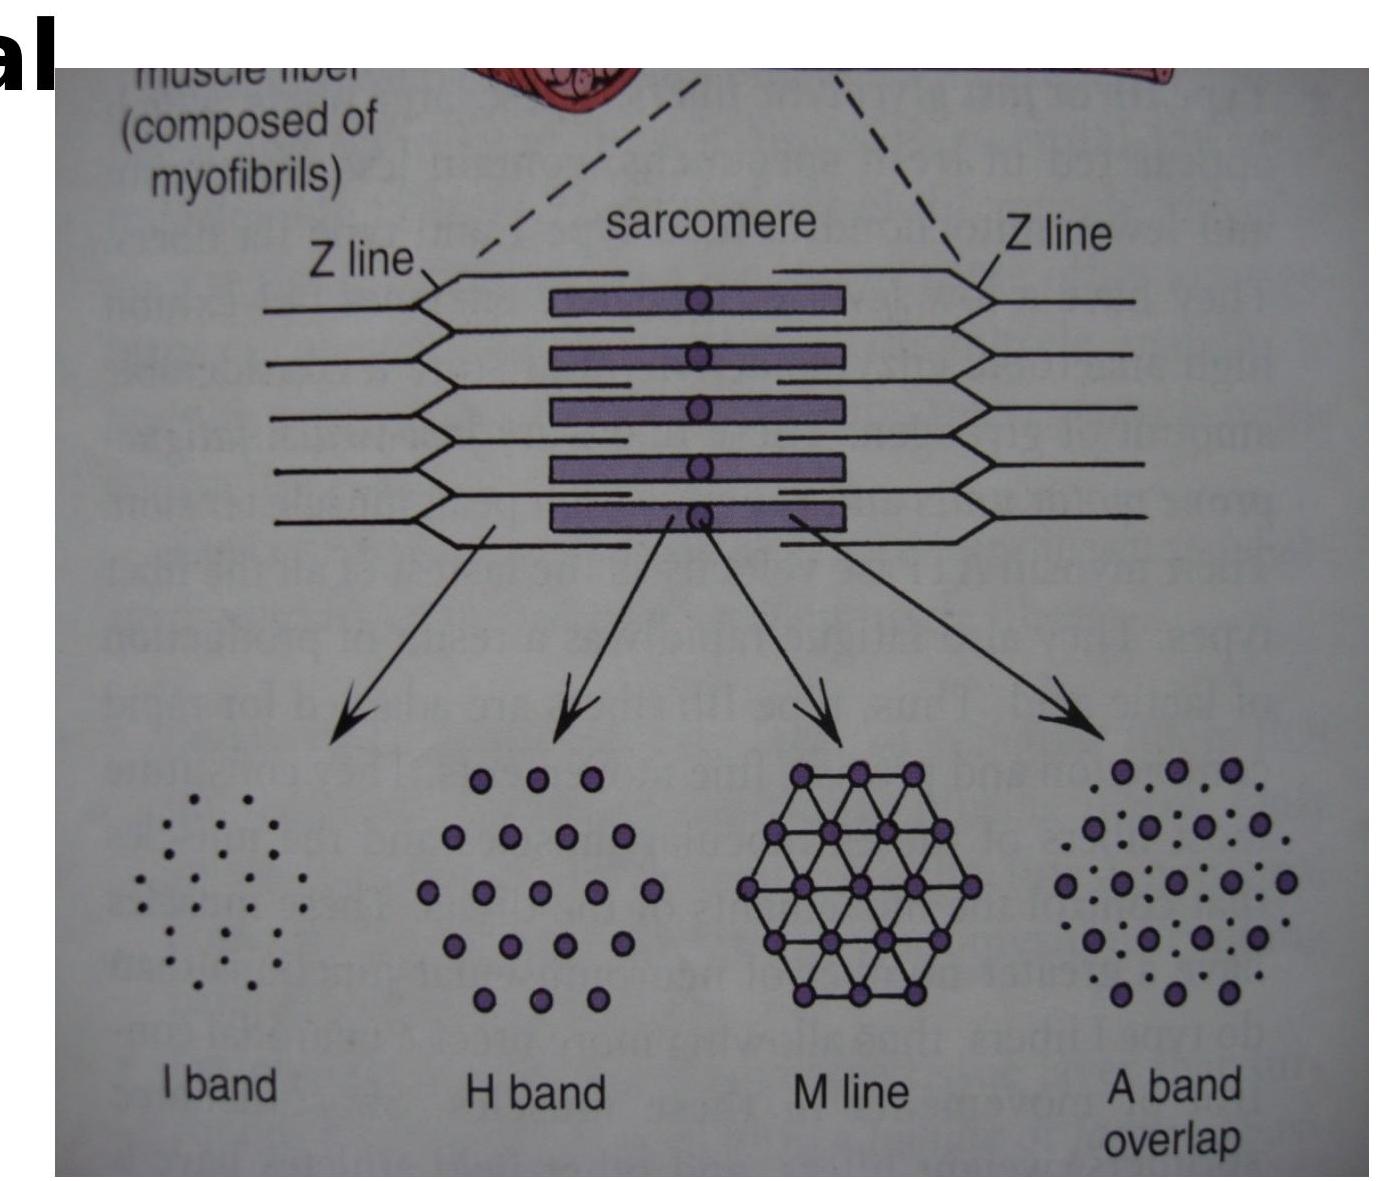 al
muscle fiber
(composed of
myofibrils)
sarcomere
Z line
Z line
I band
H band
M line
A band
overlap